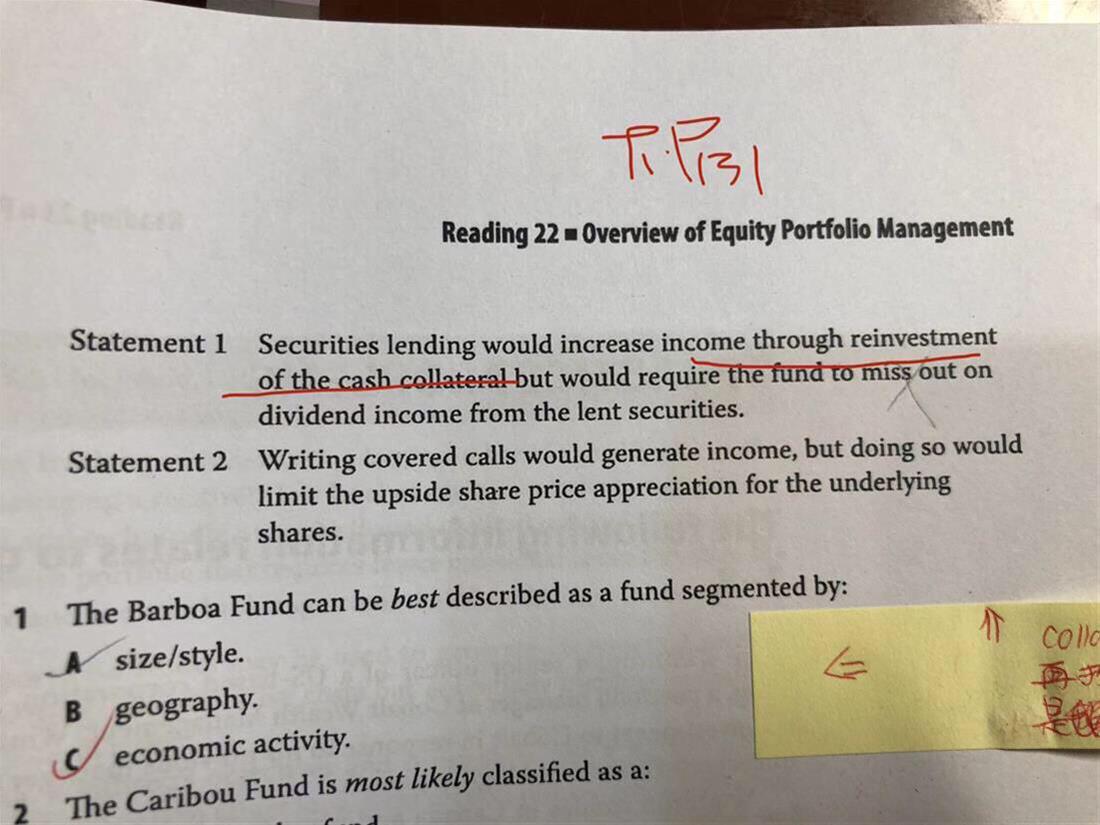 P1.P131
Reading 22 ■ Overview of Equity Portfolio Management
Statement 1 Securities lending would increase income through reinvestment
of the cash collateral but would require the fund to miss out on
dividend income from the lent securities.
Statement 2 Writing covered calls would generate income, but doing so would
limit the upside share price appreciation for the underlying
shares.
1 The Barboa Fund can be best described as a fund segmented by:
A size/style.
B geography.
C economic activity.
2 The Caribou Fund is most likely classified as a:
⇐ ⇑ colla